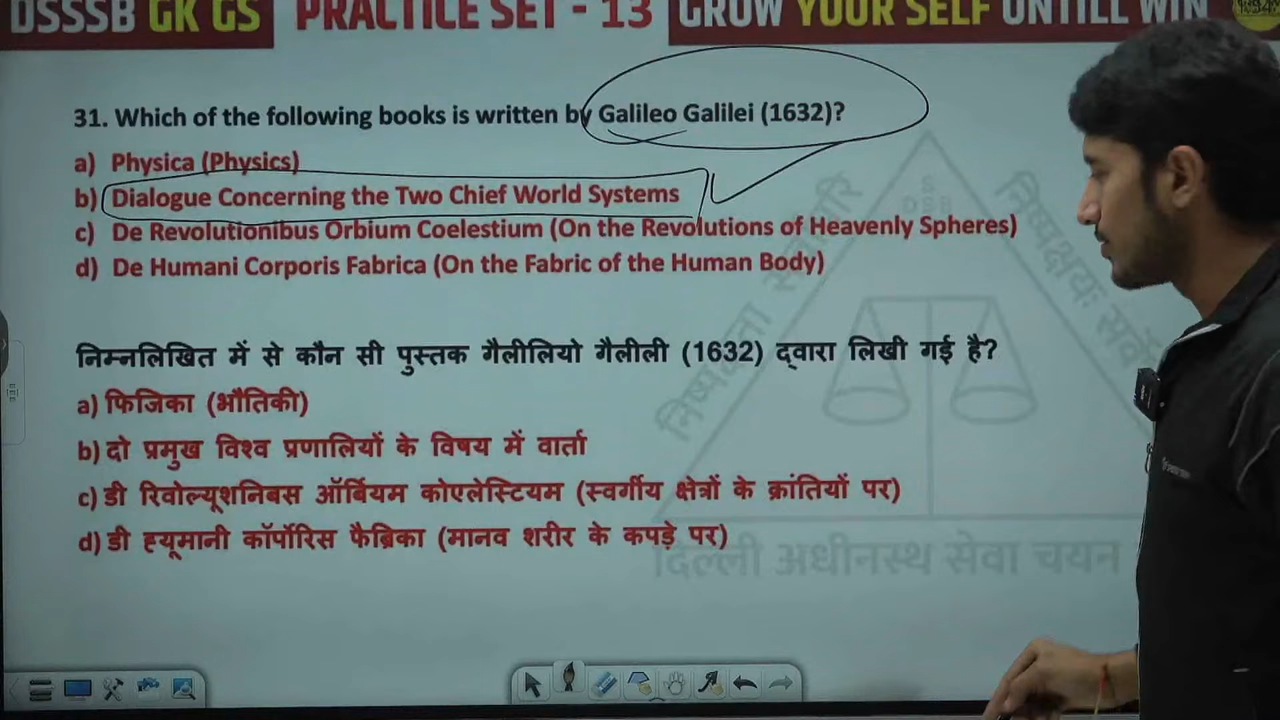 DSSSB GK GS PRACTICE SET - 13 GROW YOUR SELF UNTILL WIN
31. Which of the following books is written by Galileo Galilei (1632)?
a) Physica (Physics)
b) Dialogue Concerning the Two Chief World Systems
c) De Revolutionibus Orbium Coelestium (On the Revolutions of Heavenly Spheres)
d) De Humani Corporis Fabrica (On the Fabric of the Human Body)
निम्नलिखित में से कौन सी पुस्तक गैलीलियो गैलीली (1632) द्वारा लिखी गई है?
a) फिजिका (भौतिकी)
b) दो प्रमुख विश्व प्रणालियों के विषय में वार्ता
c) डी रिवोल्यूशनिबस ऑर्बियम कोएलेस्टियम (स्वर्गीय क्षेत्रों के क्रांतियों पर)
d) डी ह्यूमानी कॉर्पोरिस फैब्रिका (मानव शरीर के कपड़े पर)
दिल्ली अधीनस्थ सेवा चयन